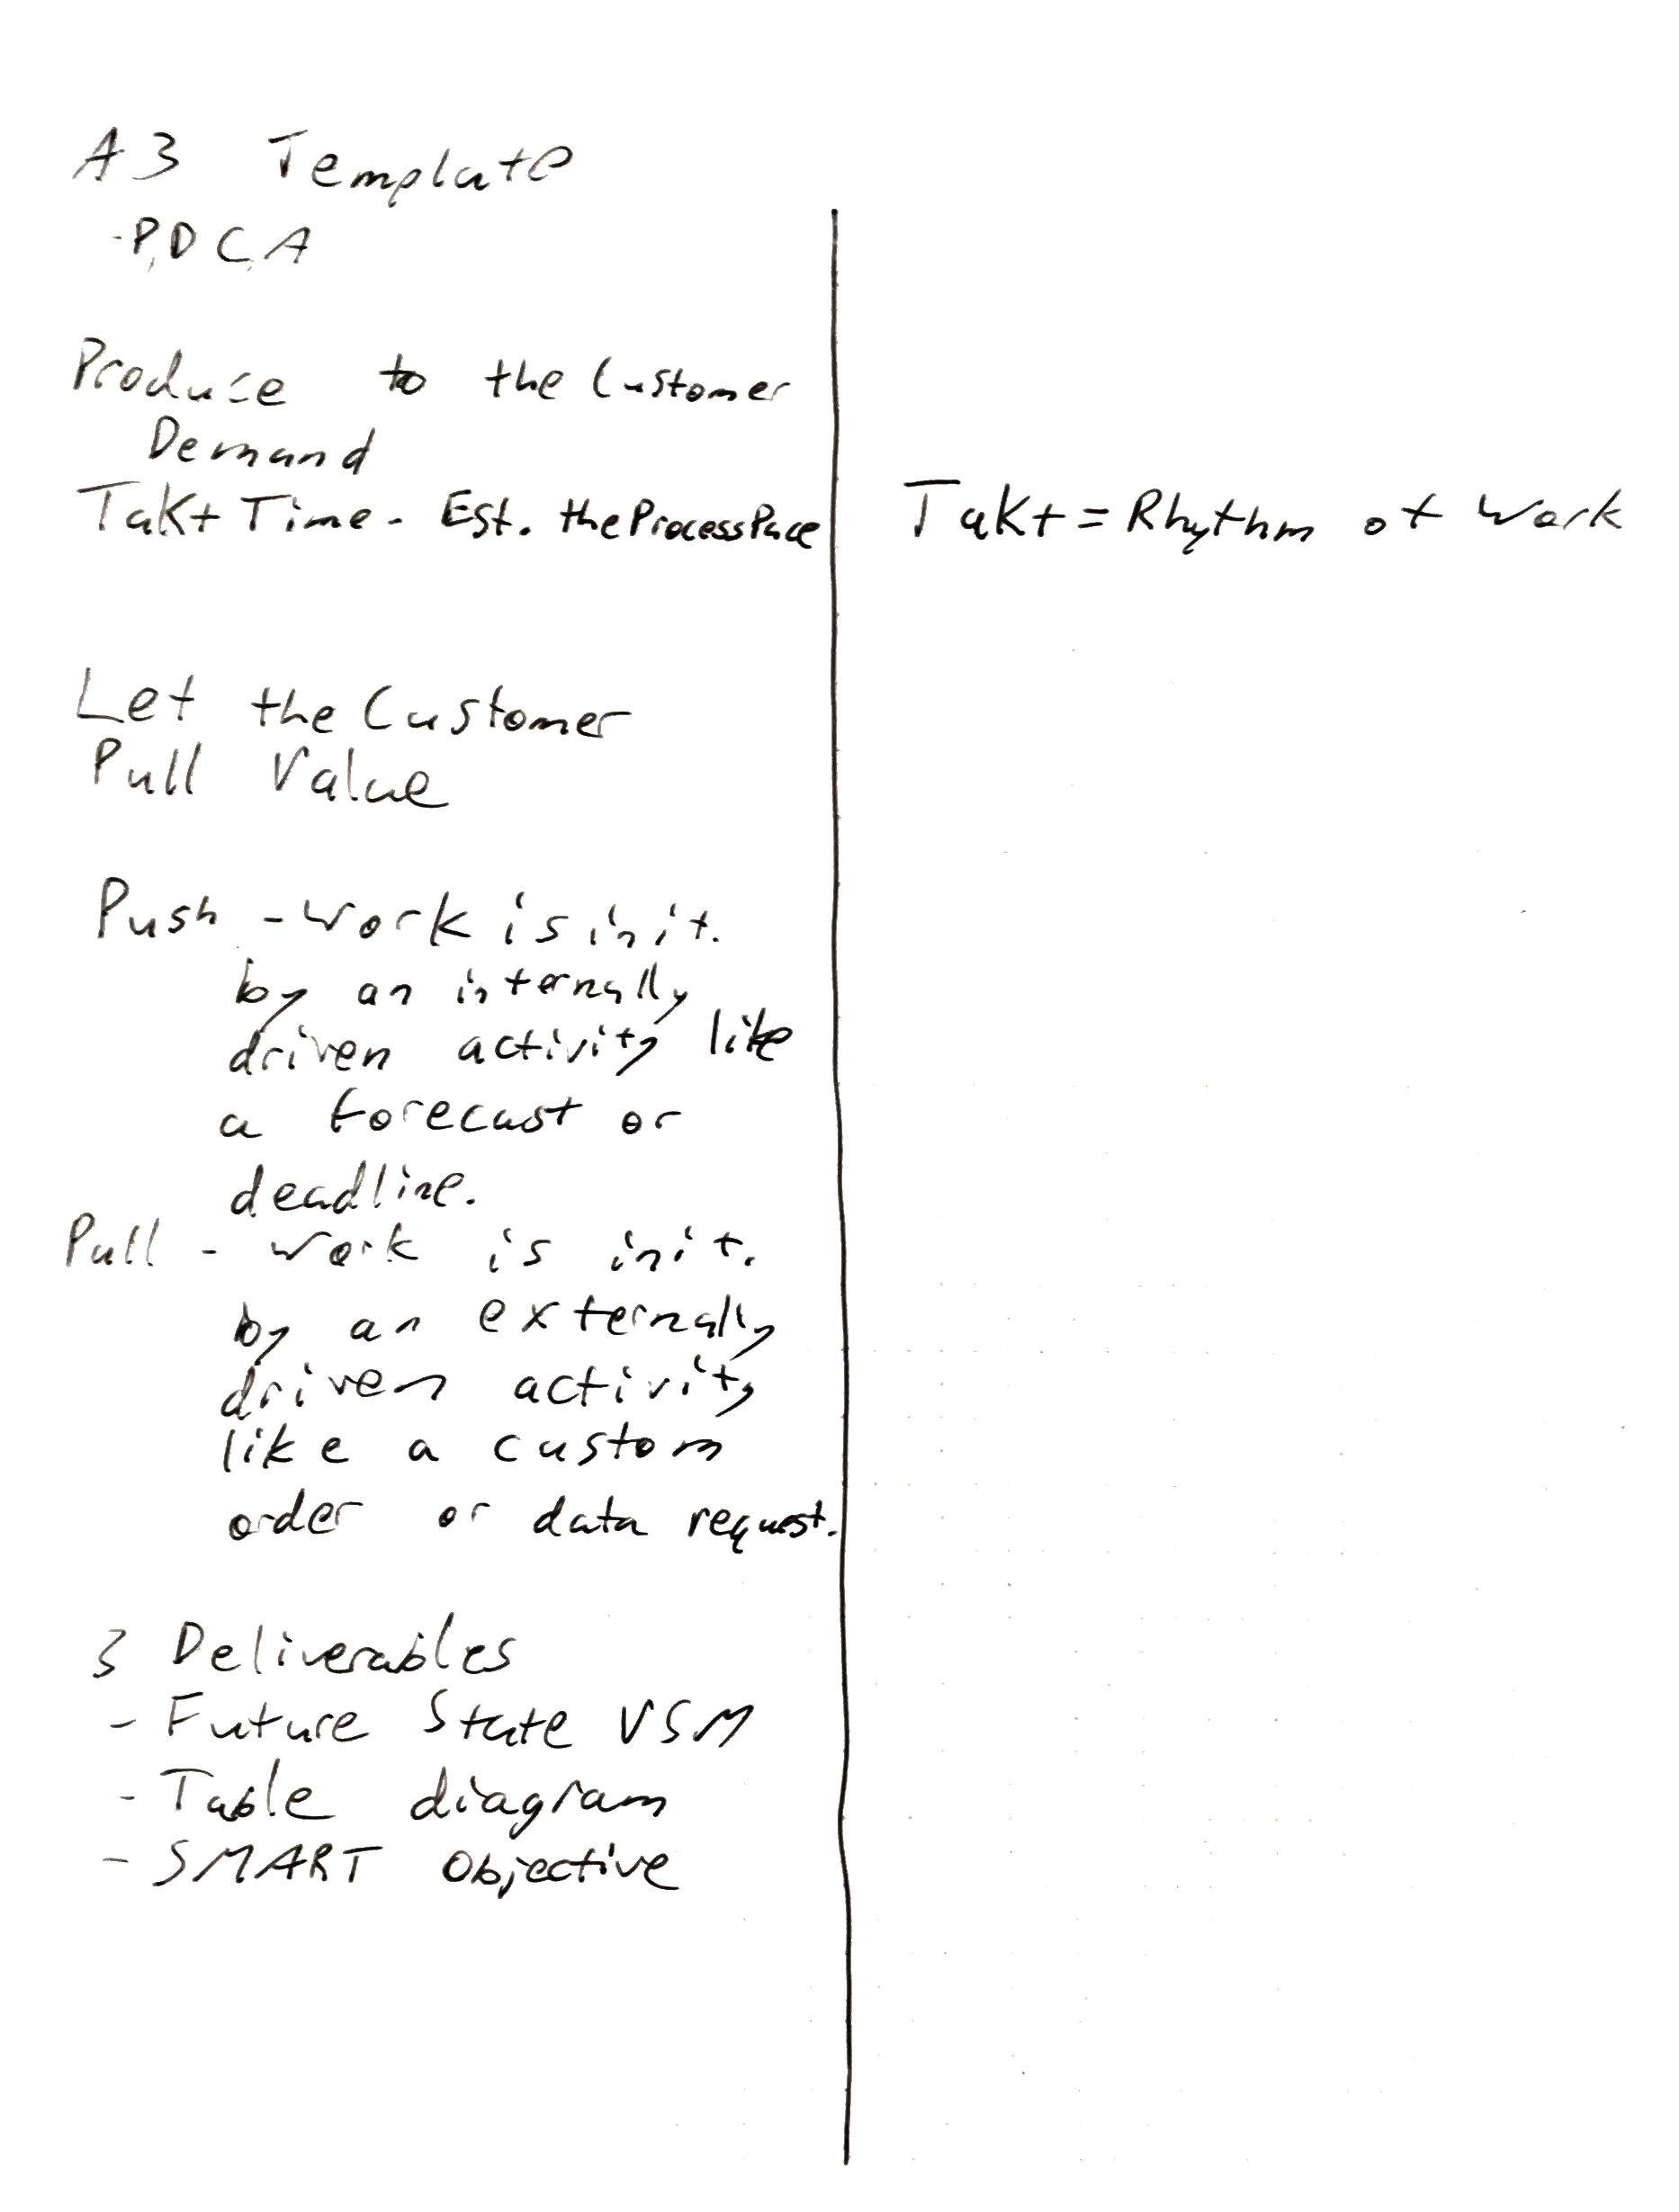 A3 Template
-P,D,C,A
Produce to the Customer
Demand
Takt Time - Est. the Process Pace
Takt = Rhythm of Work
Let the Customer
Pull Value
Push - Work is init.
by an internally
driven activity like
a forecast or
deadline.
Pull - Work is init.
by an externally
driven activity
like a custom
order or data request.
3 Deliverables
- Future State VSM
- Table diagram
- SMART Objective